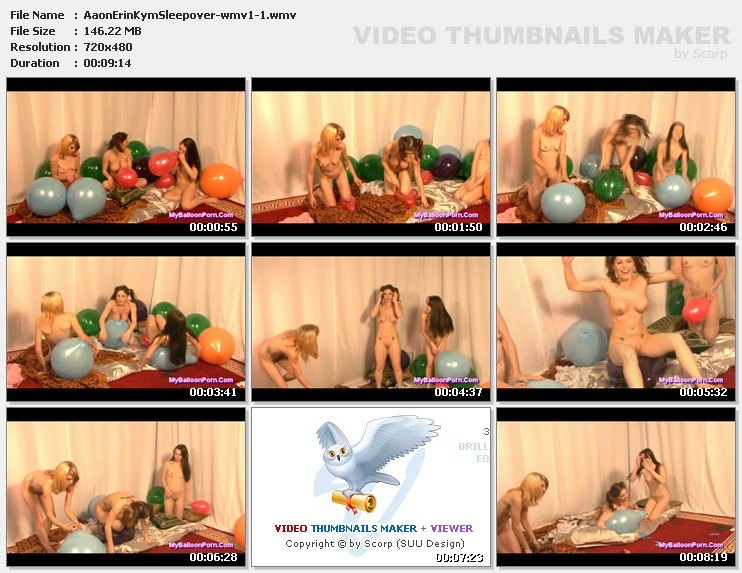 File Name : AaonErinKymSleepover-wmv1-1.wmv
File Size : 146.22 MB
Resolution : 720x480
Duration : 00:09:14
VIDEO THUMBNAILS MAKER
by Scorp
MyBalloonPorn.Com
00:00:55
MyBalloonPorn.Com
00:01:50
MyBalloonPorn.Com
00:02:46
MyBalloonPorn.Com
00:03:41
MyBalloonPorn.Com
00:04:37
MyBalloonPorn.Com
00:05:32
MyBalloonPorn.Com
00:06:28
3
BRILL
ED
VIDEO THUMBNAILS MAKER + VIEWER
Copyright © by Scorp (SUU Design)
00:07:23
MyBalloonPorn.Com
00:08:19